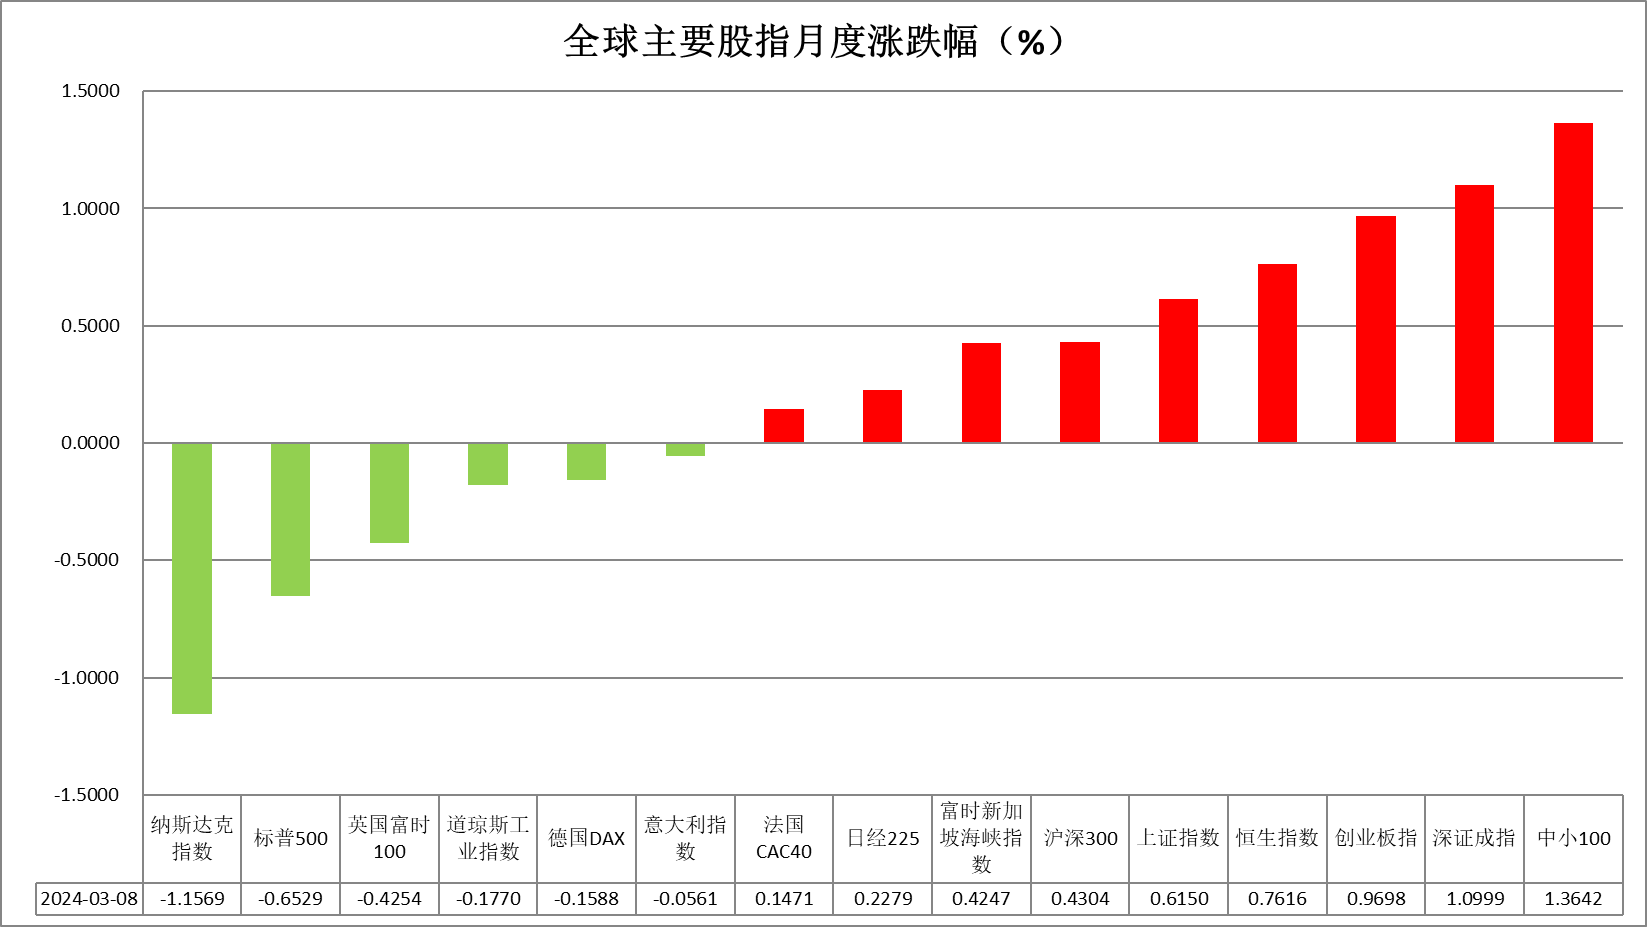 全球主要股指月度涨跌幅（%）
1.5000
1.0000
0.5000
0.0000
-0.5000
-1.0000
-1.5000
纳斯达克
指数
标普500
英国富时
100
道琼斯工
业指数
德国DAX
意大利指
数
法国
CAC40
日经225
富时新加
坡海峡指
数
沪深300
上证指数
恒生指数
创业板指
深证成指
中小100
2024-03-08 -1.1569 -0.6529 -0.4254 -0.1770 -0.1588 -0.0561 0.1471 0.2279 0.4247 0.4304 0.6150 0.7616 0.9698 1.0999 1.3642